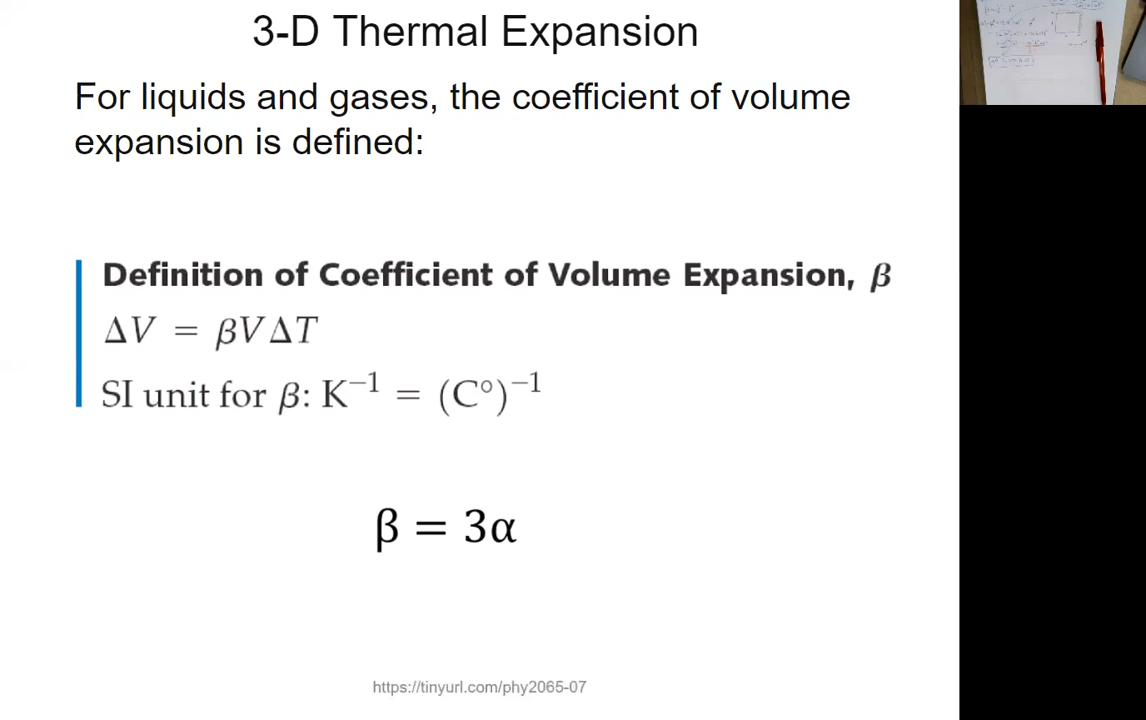 3-D Thermal Expansion
For liquids and gases, the coefficient of volume
expansion is defined:
Definition of Coefficient of Volume Expansion, β
ΔV = βVΔT
SI unit for β: K⁻¹ = (C°)⁻¹
β = 3α
https://tinyurl.com/phy2065-07